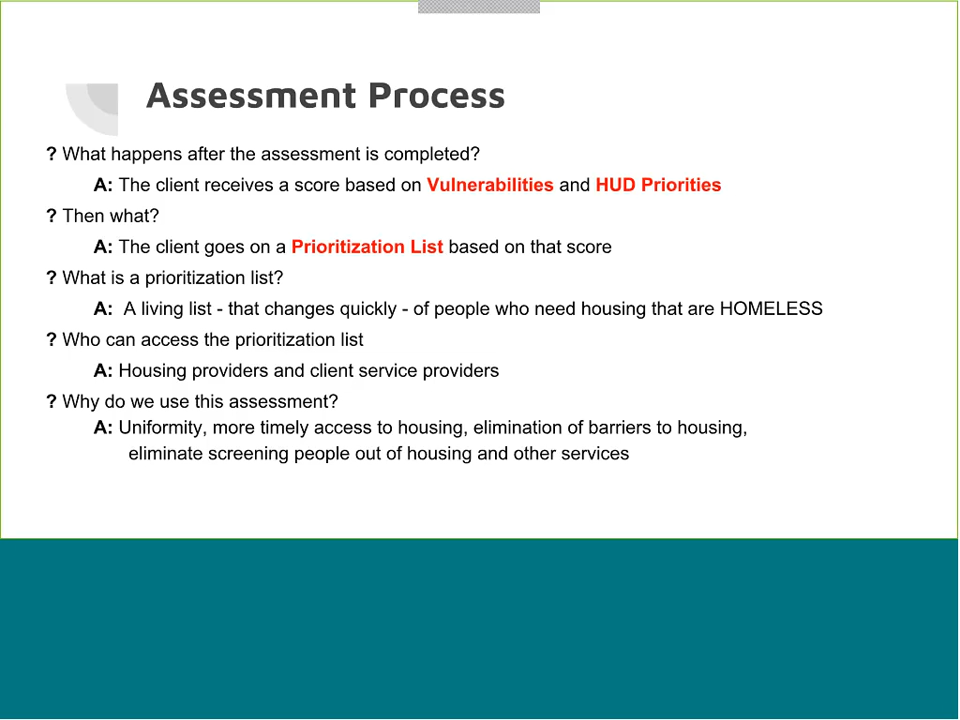 Assessment Process
? What happens after the assessment is completed?
A: The client receives a score based on Vulnerabilities and HUD Priorities
? Then what?
A: The client goes on a Prioritization List based on that score
? What is a prioritization list?
A: A living list - that changes quickly - of people who need housing that are HOMELESS
? Who can access the prioritization list
A: Housing providers and client service providers
? Why do we use this assessment?
A: Uniformity, more timely access to housing, elimination of barriers to housing,
eliminate screening people out of housing and other services